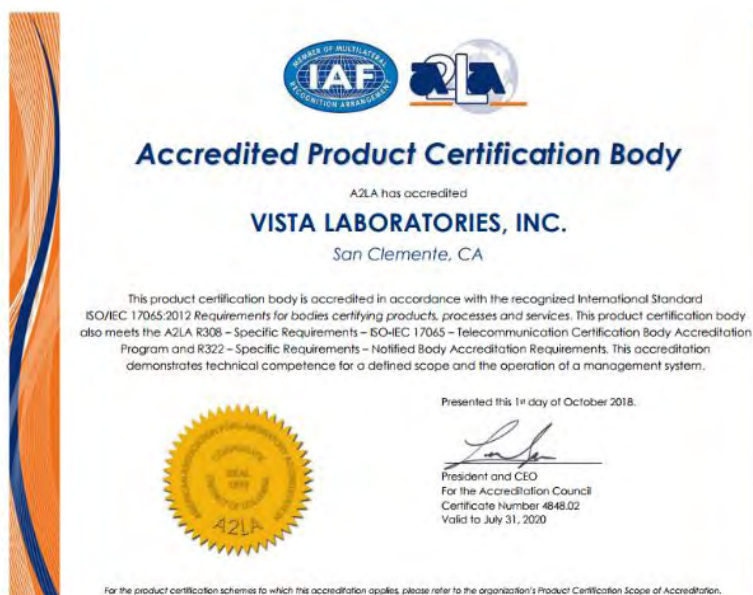 MEMBER OF MULTILATERAL
IAF
RECOGNITION ARRANGEMENT
a2la
Accredited Product Certification Body
A2LA has accredited
VISTA LABORATORIES, INC.
San Clemente, CA
This product certification body is accredited in accordance with the recognized International Standard
ISO/IEC 17065:2012 Requirements for bodies certifying products, processes and services. This product certification body
also meets the A2LA R308 – Specific Requirements – ISO-IEC 17065 – Telecommunication Certification Body Accreditation
Program and R322 – Specific Requirements – Notified Body Accreditation Requirements. This accreditation
demonstrates technical competence for a defined scope and the operation of a management system.
Presented this 1st day of October 2018.
President and CEO
For the Accreditation Council
Certificate Number 4848.02
Valid to July 31, 2020
A2LA
For the product certification schemes to which this accreditation applies, please refer to the organization's Product Certification Scope of Accreditation.